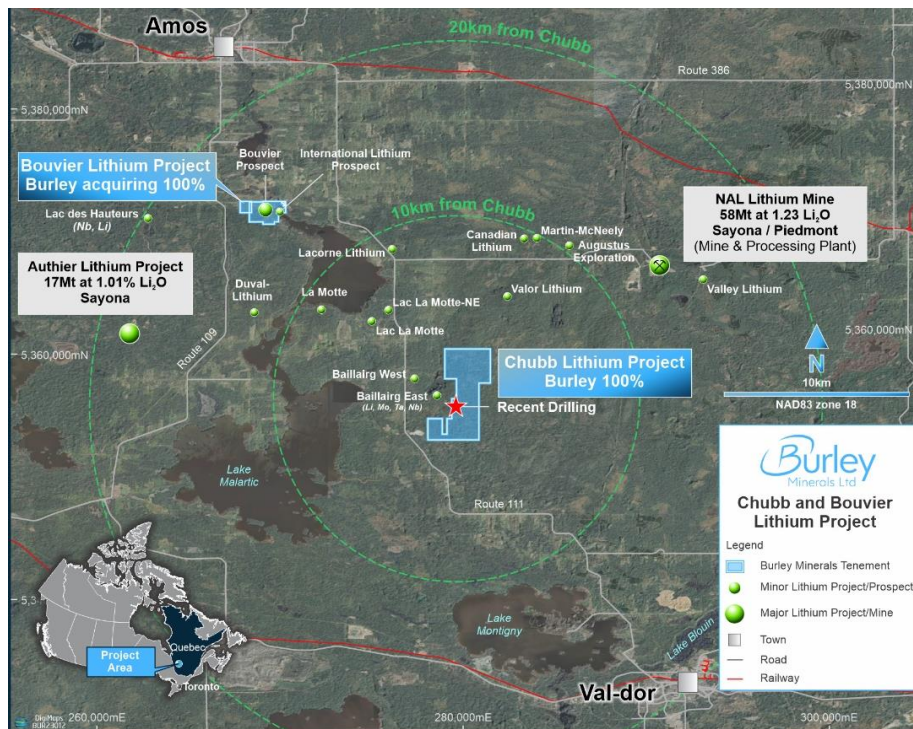 Amos
20km from Chubb
Route 386
5,380,000mN
Bouvier Lithium Project
Burley acquiring 100%
Bouvier
Prospect
International Lithium
Prospect
10km from Chubb
NAL Lithium Mine
58Mt at 1.23 Li2O
Sayona / Piedmont
(Mine & Processing Plant)
Lac des Hauteurs
(Nb, Li)
Lacorne Lithium
Canadian
Lithium
Martin-McNeely
Augustus
Exploration
Valley Lithium
Authier Lithium Project
17Mt at 1.01% Li2O
Sayona
Duval-
Lithium
La Motte
Lac La Motte-NE
Lac La Motte
Valor Lithium
Route 109
5,360,000mN
N
10km
NAD83 zone 18
Baillairg West
Baillairg East
(Li, Mo, Ta, Nb)
Chubb Lithium Project
Burley 100%
Recent Drilling
Lake
Malartic
Route 111
Burley
Minerals Ltd
Chubb and Bouvier
Lithium Project
Legend
Burley Minerals Tenement
Minor Lithium Project/Prospect
Major Lithium Project/Mine
Town
Road
Railway
Lake
Montigny
Lake Blouin
Val-dor
Quebec
Project
Area
Toronto
DigiMaps
260,000mE
280,000mE
300,000mE